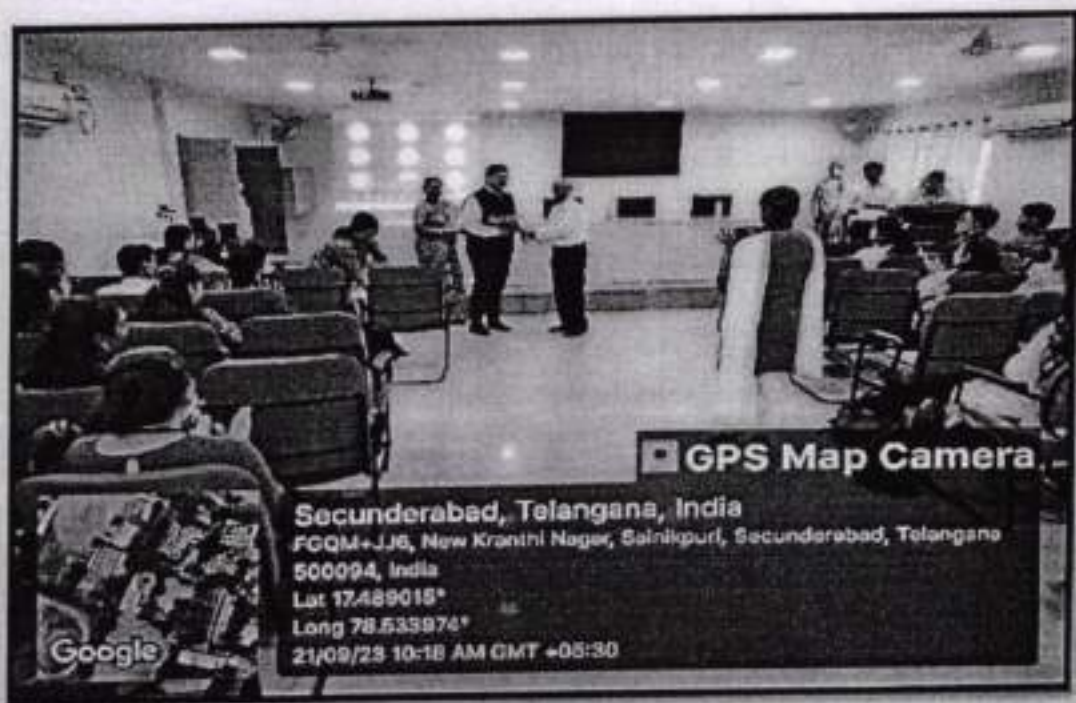 GPS Map Camera
Secunderabad, Telangana, India
FGQM+JJ6, New Kranthi Nagar, Sainikpuri, Secunderabad, Telangana
500094, India
Lat 17.489015°
Long 78.533974°
21/09/23 10:18 AM GMT +05:30
Google